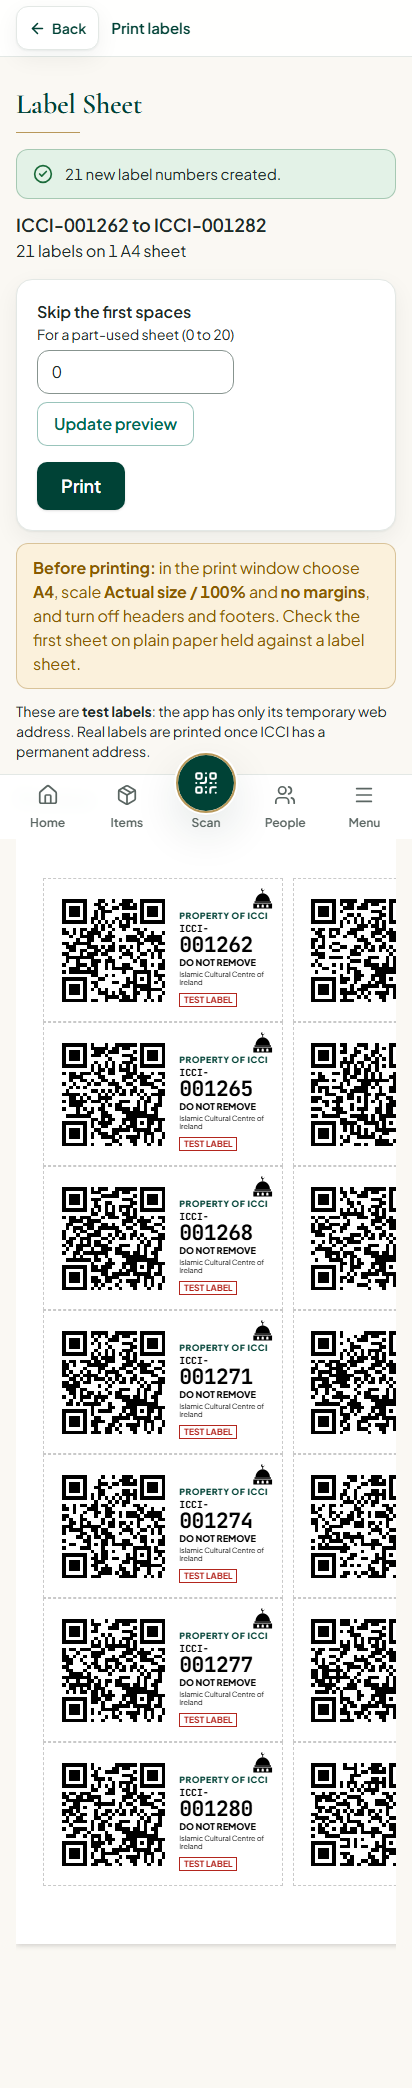 Back
Print labels
Label Sheet
21 new label numbers created.
ICCI-001262 to ICCI-001282
21 labels on 1 A4 sheet
Skip the first spaces
For a part-used sheet (0 to 20)
0
Update preview
Print
Before printing: in the print window choose
A4, scale Actual size / 100% and no margins,
and turn off headers and footers. Check the
first sheet on plain paper held against a label
sheet.
These are test labels: the app has only its temporary web
address. Real labels are printed once ICCI has a
permanent address.
Home
Items
Scan
People
Menu
PROPERTY OF ICCI
ICCI-
001262
DO NOT REMOVE
Islamic Cultural Centre of
Ireland
TEST LABEL
PROPERTY OF ICCI
ICCI-
001265
DO NOT REMOVE
Islamic Cultural Centre of
Ireland
TEST LABEL
PROPERTY OF ICCI
ICCI-
001268
DO NOT REMOVE
Islamic Cultural Centre of
Ireland
TEST LABEL
PROPERTY OF ICCI
ICCI-
001271
DO NOT REMOVE
Islamic Cultural Centre of
Ireland
TEST LABEL
PROPERTY OF ICCI
ICCI-
001274
DO NOT REMOVE
Islamic Cultural Centre of
Ireland
TEST LABEL
PROPERTY OF ICCI
ICCI-
001277
DO NOT REMOVE
Islamic Cultural Centre of
Ireland
TEST LABEL
PROPERTY OF ICCI
ICCI-
001280
DO NOT REMOVE
Islamic Cultural Centre of
Ireland
TEST LABEL